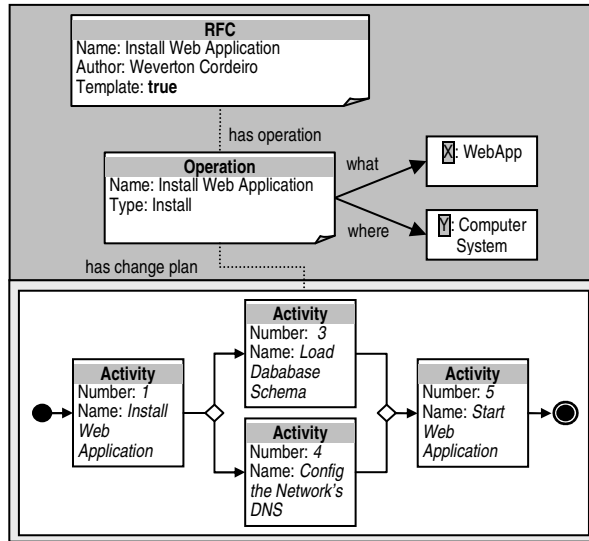 RFC
Name: Install Web Application
Author: Weverton Cordeiro
Template: true
has operation
Operation
Name: Install Web Application
Type: Install
what
X: WebApp
where
Y: Computer
System
has change plan
Activity
Number: 1
Name: Install
Web
Application
Activity
Number: 3
Name: Load
Dababase
Schema
Activity
Number: 4
Name: Config
the Network's
DNS
Activity
Number: 5
Name: Start
Web
Application